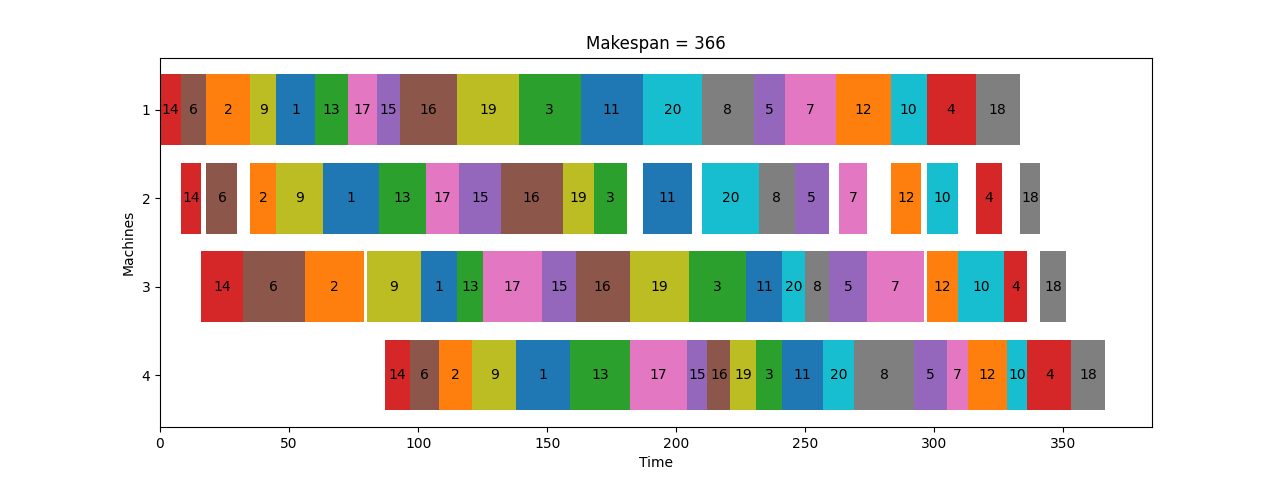 Makespan = 366
1 14 6 2 9 1 13 17 15 16 19 3 11 20 8 5 7 12 10 4 18
2 14 6 2 9 1 13 17 15 16 19 3 11 20 8 5 7 12 10 4 18
Machines
3 14 6 2 9 1 13 17 15 16 19 3 11 20 8 5 7 12 10 4 18
4 14 6 2 9 1 13 17 15 16 19 3 11 20 8 5 7 12 10 4 18
0 50 100 150 200 250 300 350
Time